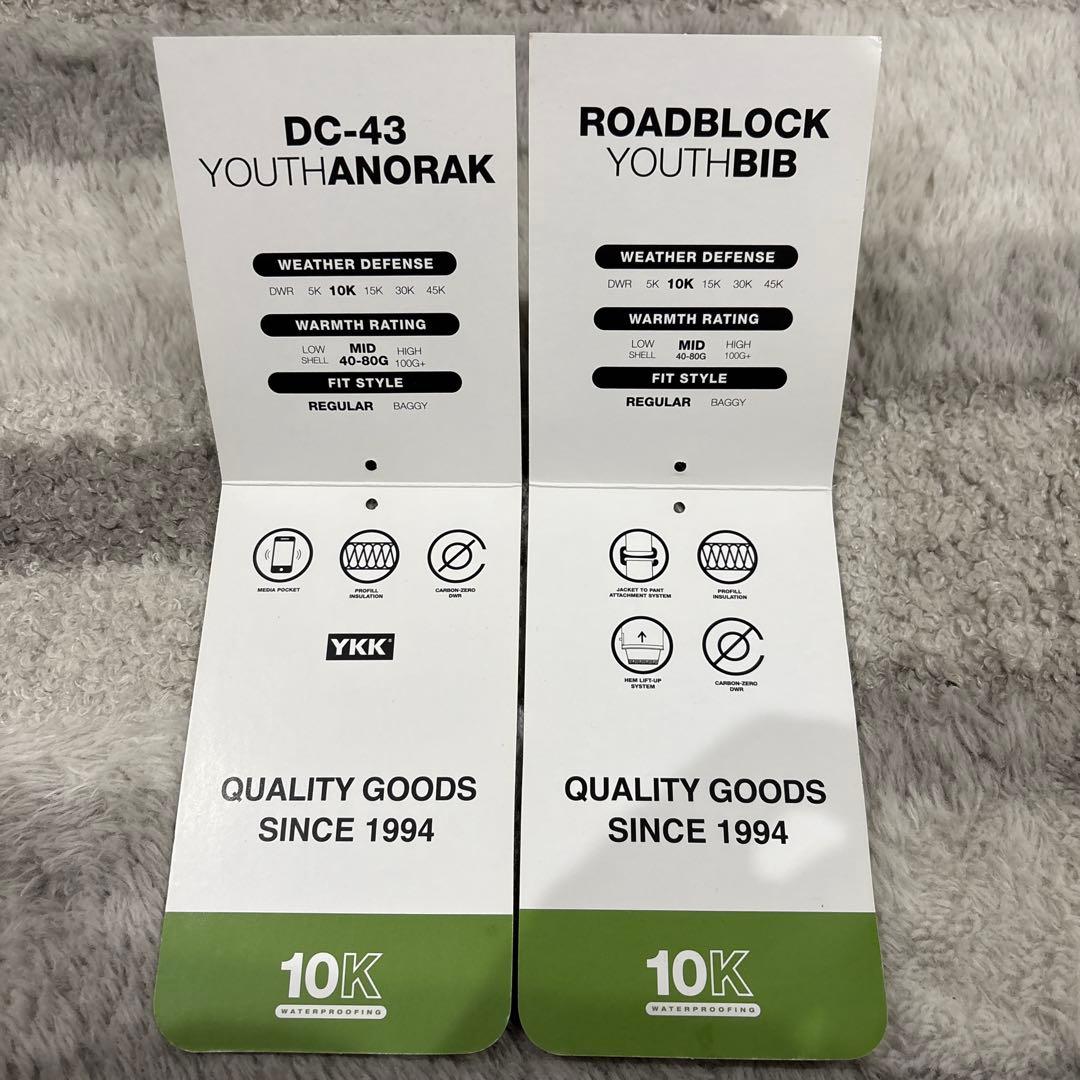 DC-43
YOUTHANORAK
WEATHER DEFENSE
DWR 5K 10K 15K 30K 45K
WARMTH RATING
LOW SHELL MID 40-80G HIGH 100G+
FIT STYLE
REGULAR BAGGY
MEDIA POCKET
PROFILL
INSULATION
CARBON-ZERO
DWR
YKK®
QUALITY GOODS
SINCE 1994
10K
WATERPROOFING
ROADBLOCK
YOUTHBIB
WEATHER DEFENSE
DWR 5K 10K 15K 30K 45K
WARMTH RATING
LOW SHELL MID 40-80G HIGH 100G+
FIT STYLE
REGULAR BAGGY
JACKET TO PANT
ATTACHMENT SYSTEM
PROFILL
INSULATION
HEM LIFT-UP
SYSTEM
CARBON-ZERO
DWR
QUALITY GOODS
SINCE 1994
10K
WATERPROOFING